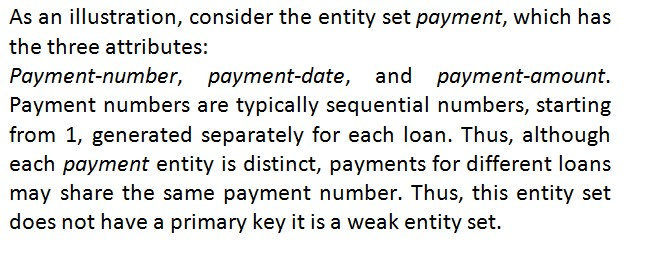 As an illustration, consider the entity set payment, which has
the three attributes:
Payment-number, payment-date, and payment-amount.
Payment numbers are typically sequential numbers, starting
from 1, generated separately for each loan. Thus, although
each payment entity is distinct, payments for different loans
may share the same payment number. Thus, this entity set
does not have a primary key it is a weak entity set.